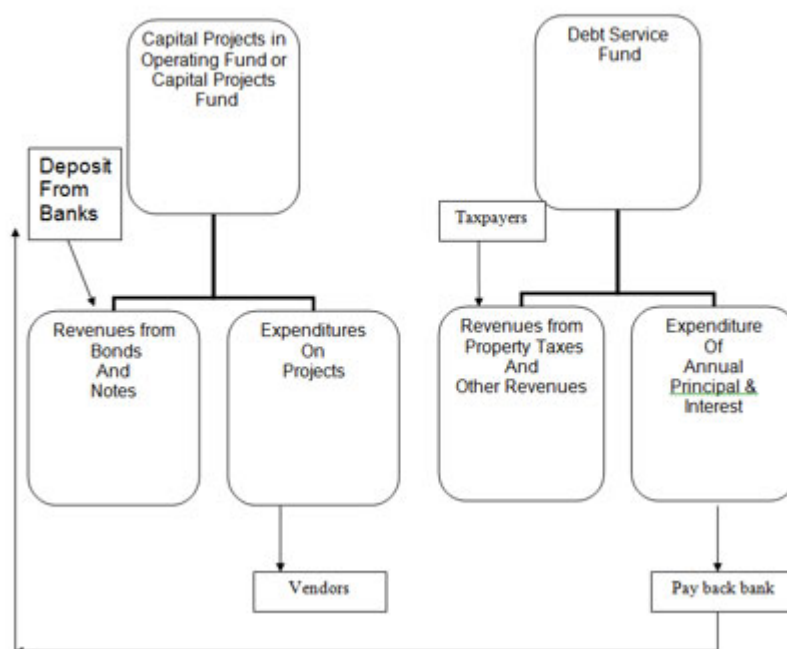 Capital Projects in
Operating Fund or
Capital Projects
Fund
Debt Service
Fund
Deposit
From
Banks
Taxpayers
Revenues from
Bonds
And
Notes
Expenditures
On
Projects
Revenues from
Property Taxes
And
Other Revenues
Expenditure
Of
Annual
Principal &
Interest
Vendors
Pay back bank